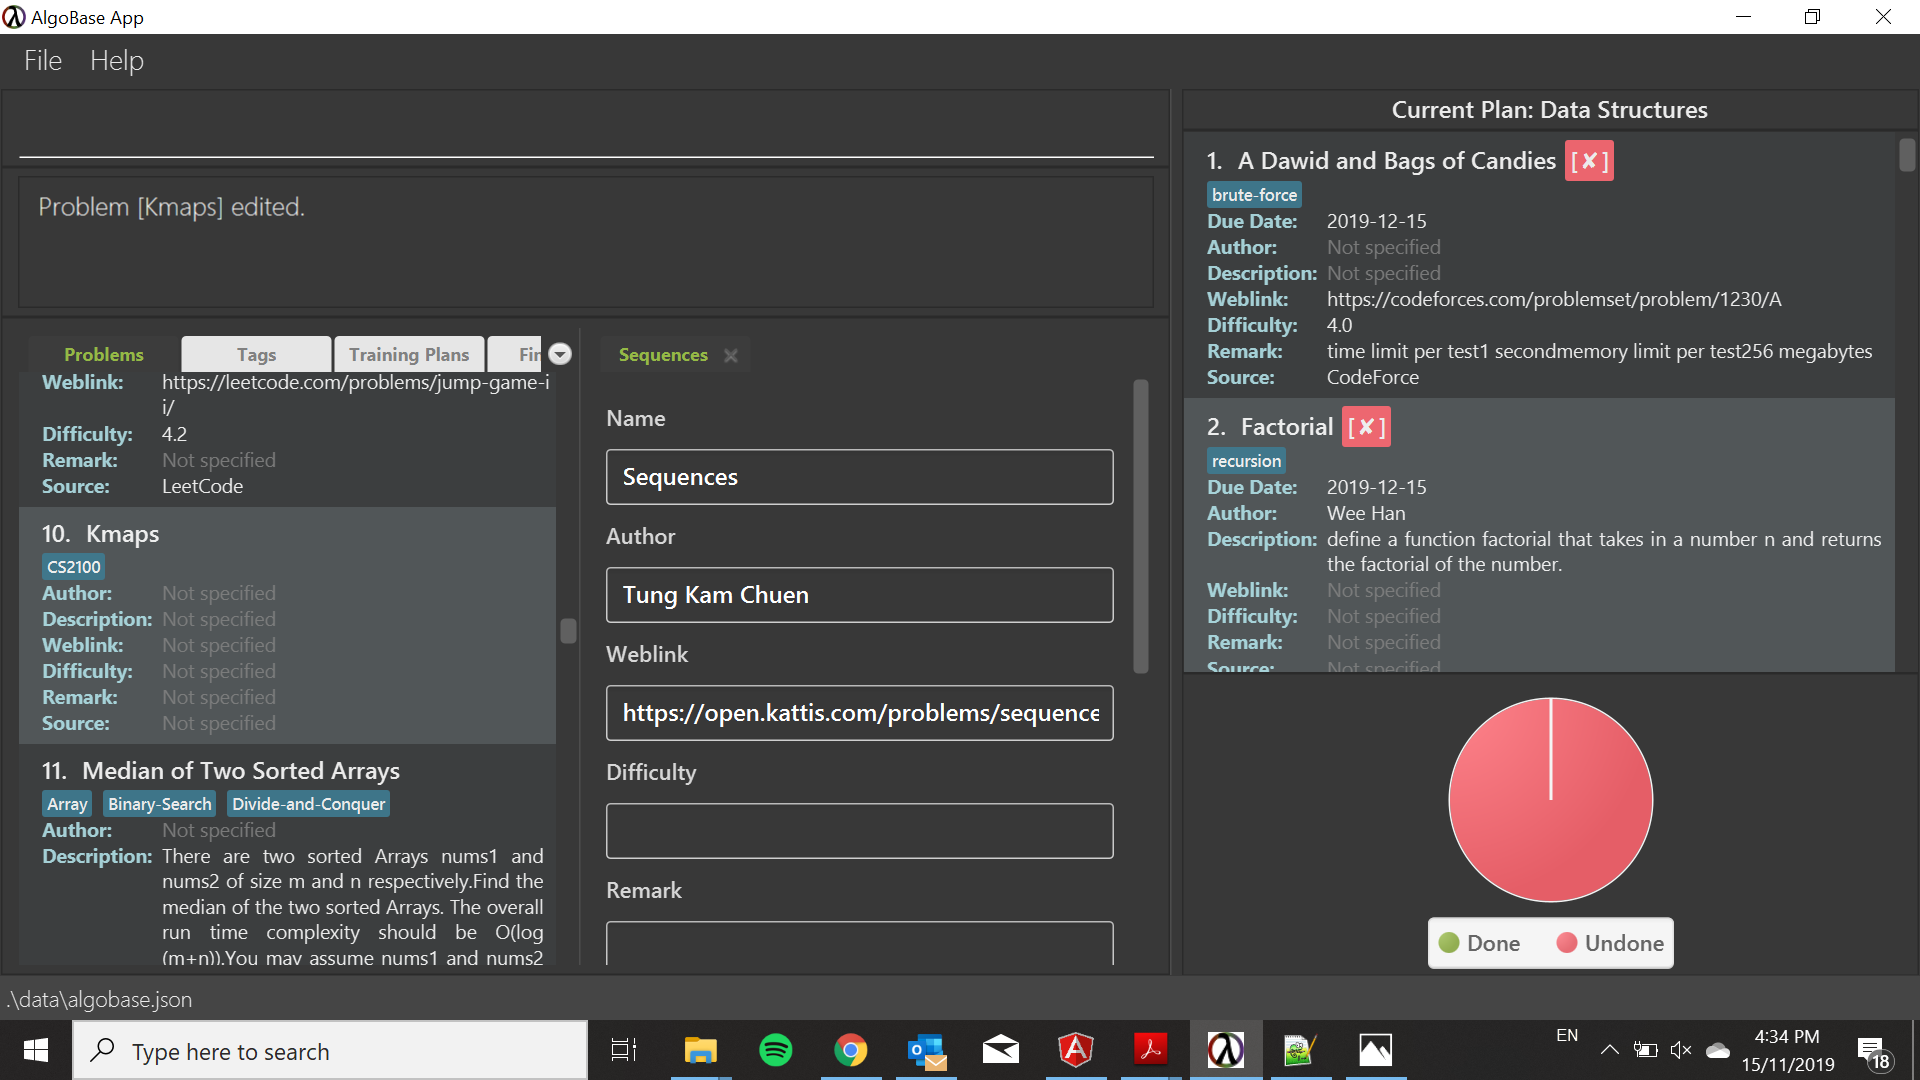 AlgoBase App
File Help
Problem [Kmaps] edited.
Problems Tags Training Plans Fin
Weblink: https://leetcode.com/problems/jump-game-i
i/
Difficulty: 4.2
Remark: Not specified
Source: LeetCode
10. Kmaps
CS2100
Author: Not specified
Description: Not specified
Weblink: Not specified
Difficulty: Not specified
Remark: Not specified
Source: Not specified
11. Median of Two Sorted Arrays
Array Binary-Search Divide-and-Conquer
Author: Not specified
Description: There are two sorted Arrays nums1 and
nums2 of size m and n respectively.Find the
median of the two sorted Arrays. The overall
run time complexity should be O(log
(m+n)).You may assume nums1 and nums2
Sequences
Name
Sequences
Author
Tung Kam Chuen
Weblink
https://open.kattis.com/problems/sequence
Difficulty
Remark
Current Plan: Data Structures
1. A Dawid and Bags of Candies [✘]
brute-force
Due Date: 2019-12-15
Author: Not specified
Description: Not specified
Weblink: https://codeforces.com/problemset/problem/1230/A
Difficulty: 4.0
Remark: time limit per test1 secondmemory limit per test256 megabytes
Source: CodeForce
2. Factorial [✘]
recursion
Due Date: 2019-12-15
Author: Wee Han
Description: define a function factorial that takes in a number n and returns
the factorial of the number.
Weblink: Not specified
Difficulty: Not specified
Remark: Not specified
Source: Not specified
Done Undone
.\data\algobase.json
Type here to search
EN
4:34 PM
15/11/2019
18